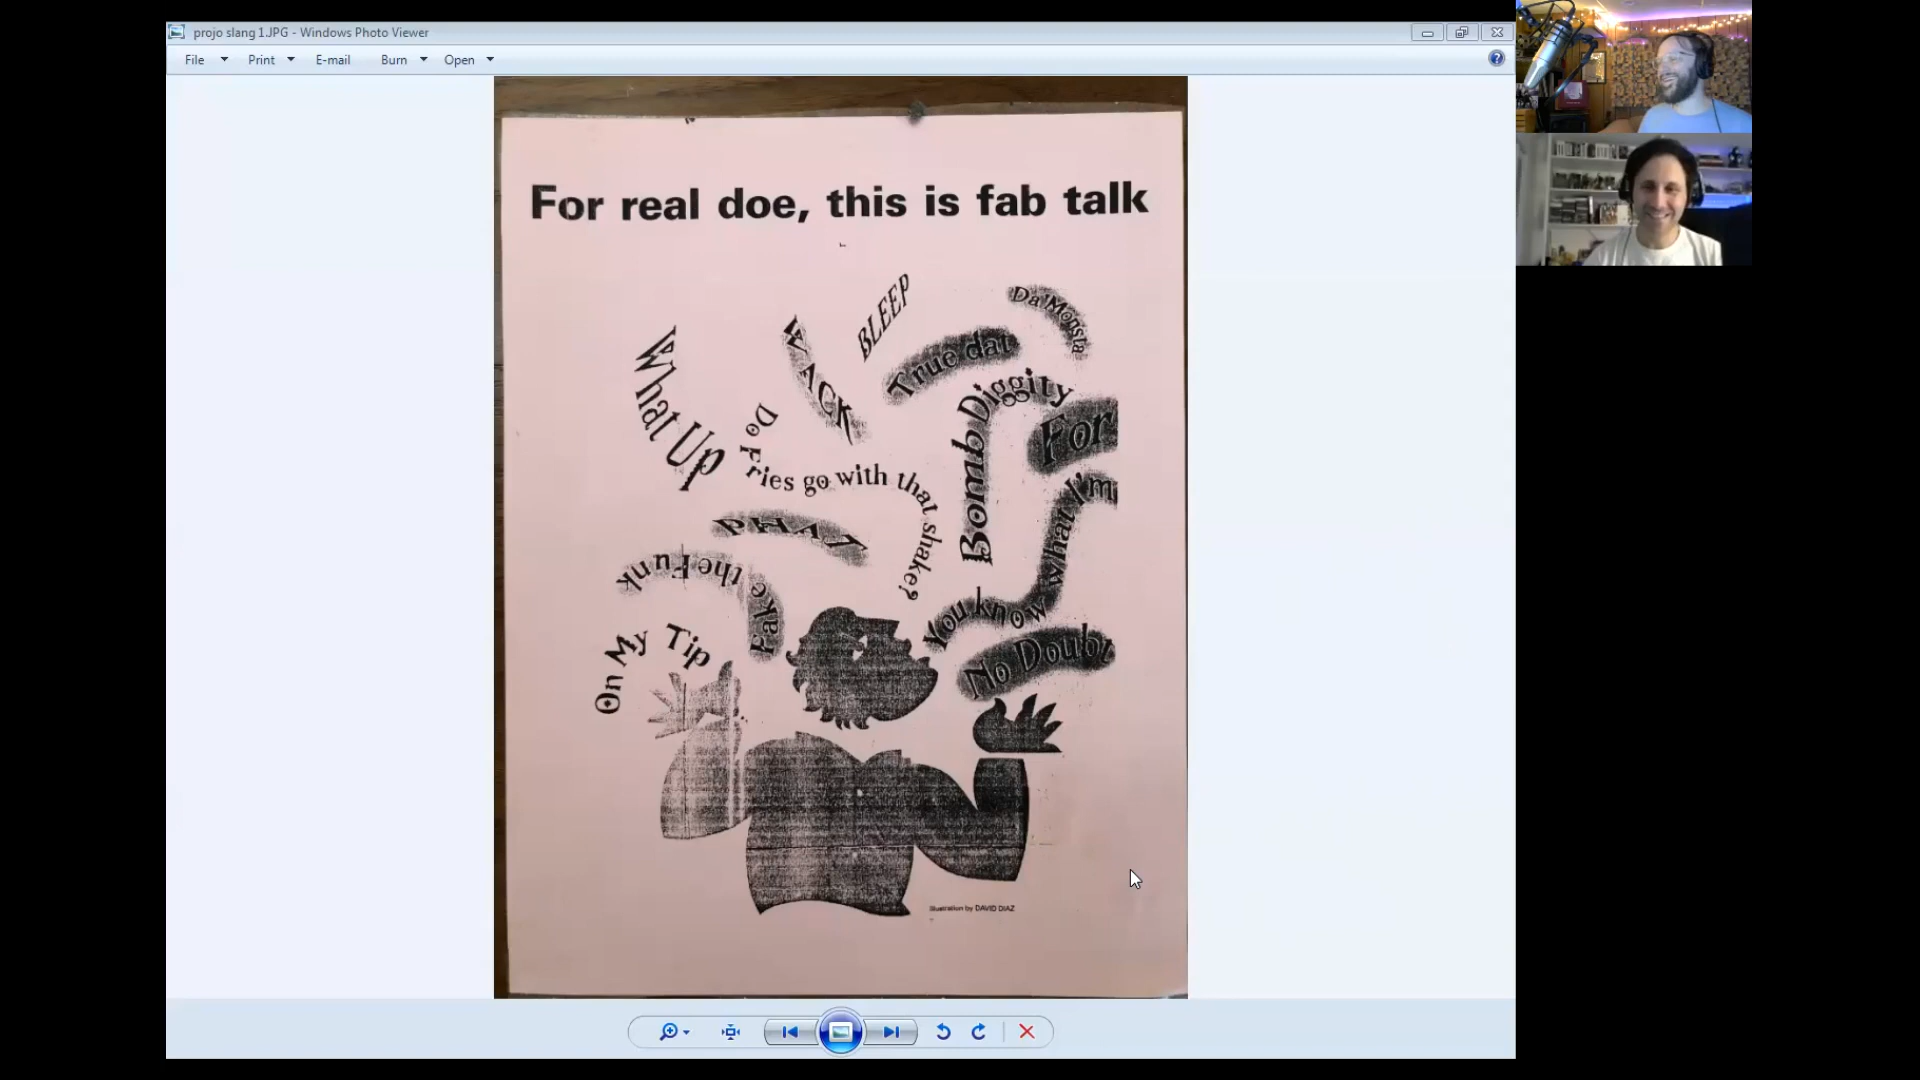 projo slang 1.JPG - Windows Photo Viewer
File Print E-mail Burn Open
For real doe, this is fab talk
What Up
WACK
BLEEP
True dat
Da'Monsta
Bomb Diggity
For
Do Fries go with that shake?
PHAT
Fake the Funk
You know what I'm
On My Tip
No Doubt
Illustration by DAVID DIAZ